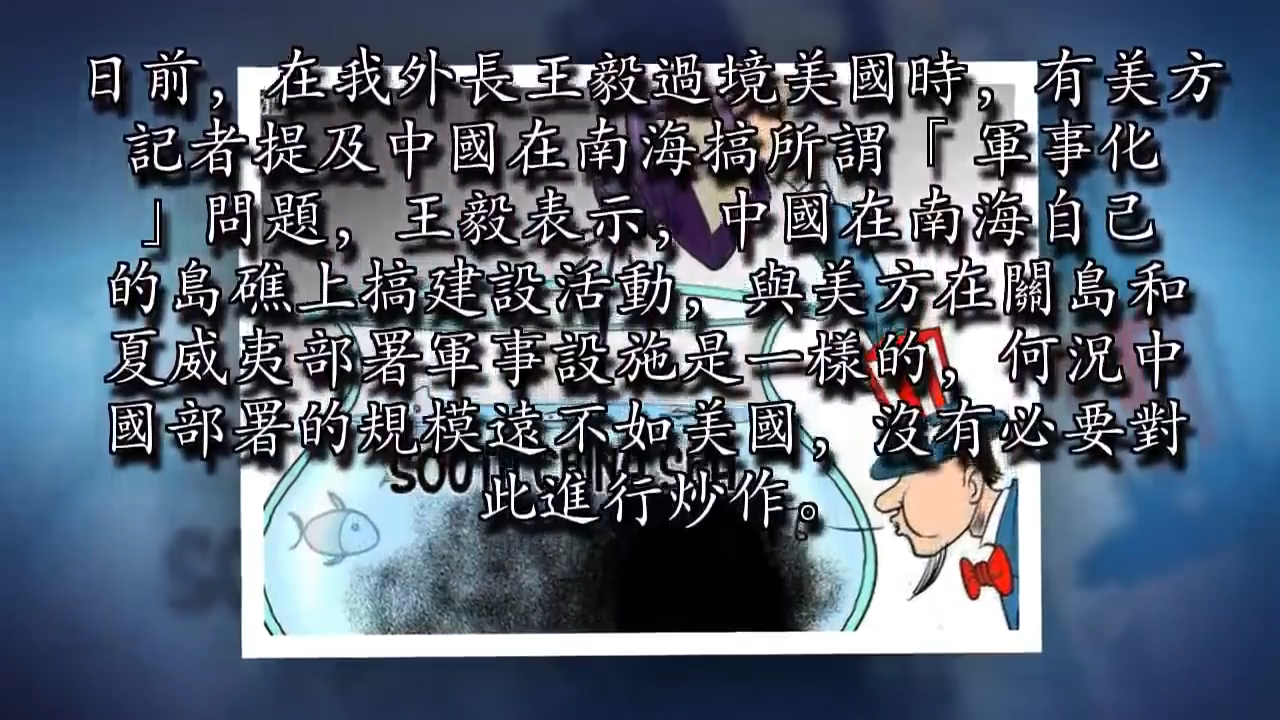 日前，在我外長王毅過境美國時，有美方
記者提及中國在南海搞所謂「軍事化
」問題，王毅表示，中國在南海自己
的島礁上搞建設活動，與美方在關島和
夏威夷部署軍事設施是一樣的，何況中
國部署的規模遠不如美國，沒有必要對
此進行炒作。
SOUTH CHINA SEA